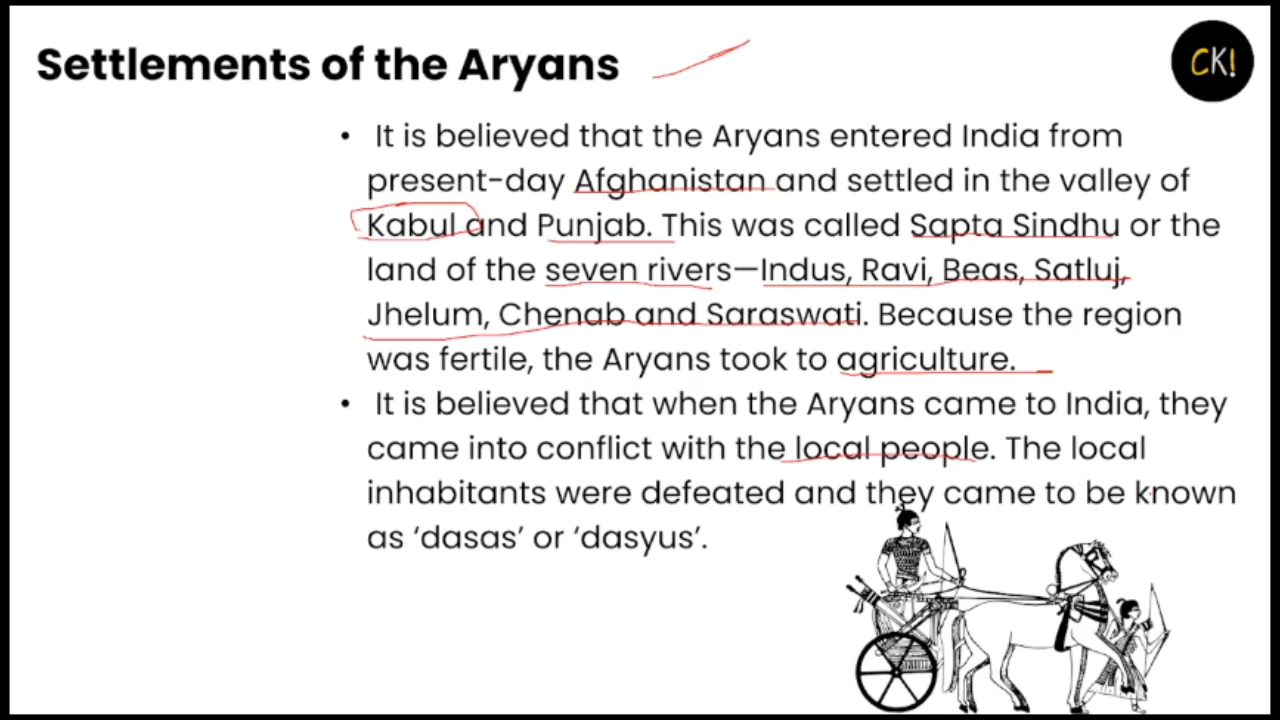 Settlements of the Aryans
CK!
• It is believed that the Aryans entered India from
present-day Afghanistan and settled in the valley of
Kabul and Punjab. This was called Sapta Sindhu or the
land of the seven rivers—Indus, Ravi, Beas, Satluj,
Jhelum, Chenab and Saraswati. Because the region
was fertile, the Aryans took to agriculture.
• It is believed that when the Aryans came to India, they
came into conflict with the local people. The local
inhabitants were defeated and they came to be known
as ‘dasas’ or ‘dasyus’.